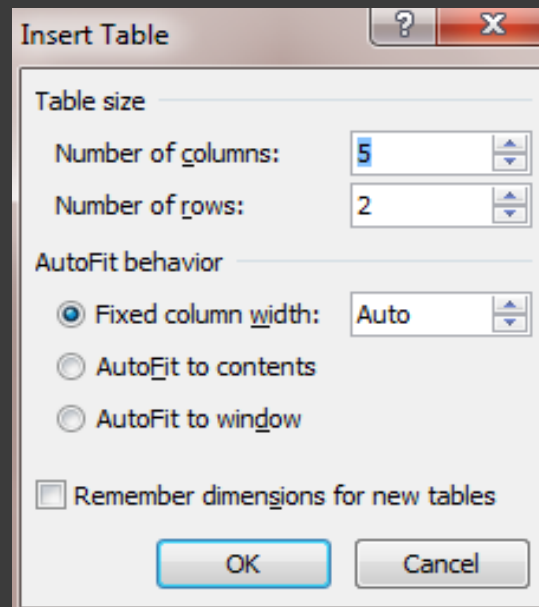 Insert Table
Table size
Number of columns: 5
Number of rows: 2
AutoFit behavior
Fixed column width: Auto
AutoFit to contents
AutoFit to window
Remember dimensions for new tables
OK Cancel